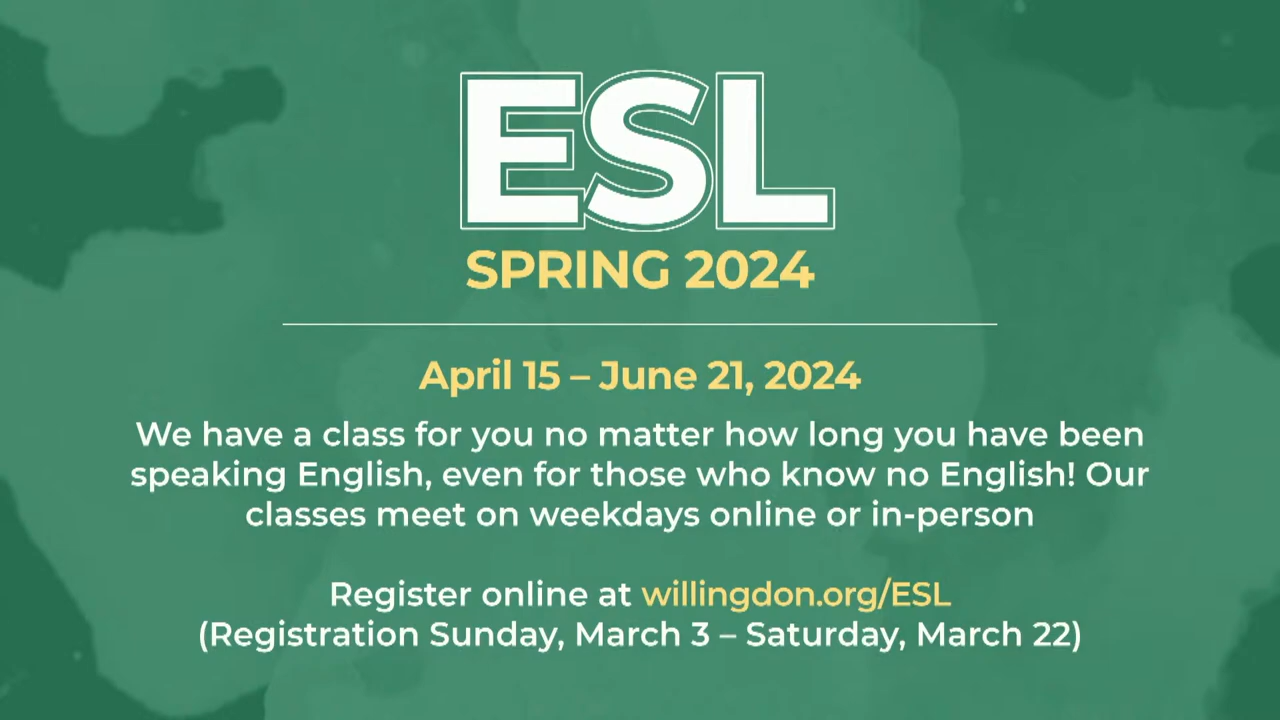 ESL
SPRING 2024
April 15 – June 21, 2024
We have a class for you no matter how long you have been
speaking English, even for those who know no English! Our
classes meet on weekdays online or in-person
Register online at willingdon.org/ESL
(Registration Sunday, March 3 – Saturday, March 22)